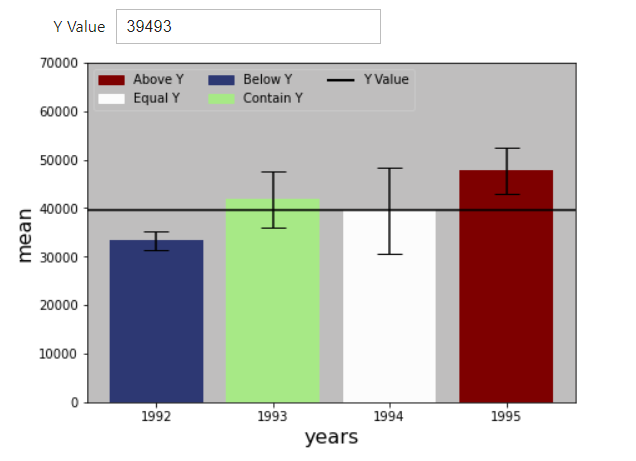 Y Value 39493
Above Y Below Y Y Value
Equal Y Contain Y
70000
60000
50000
40000
30000
20000
10000
0
mean
1992 1993 1994 1995
years